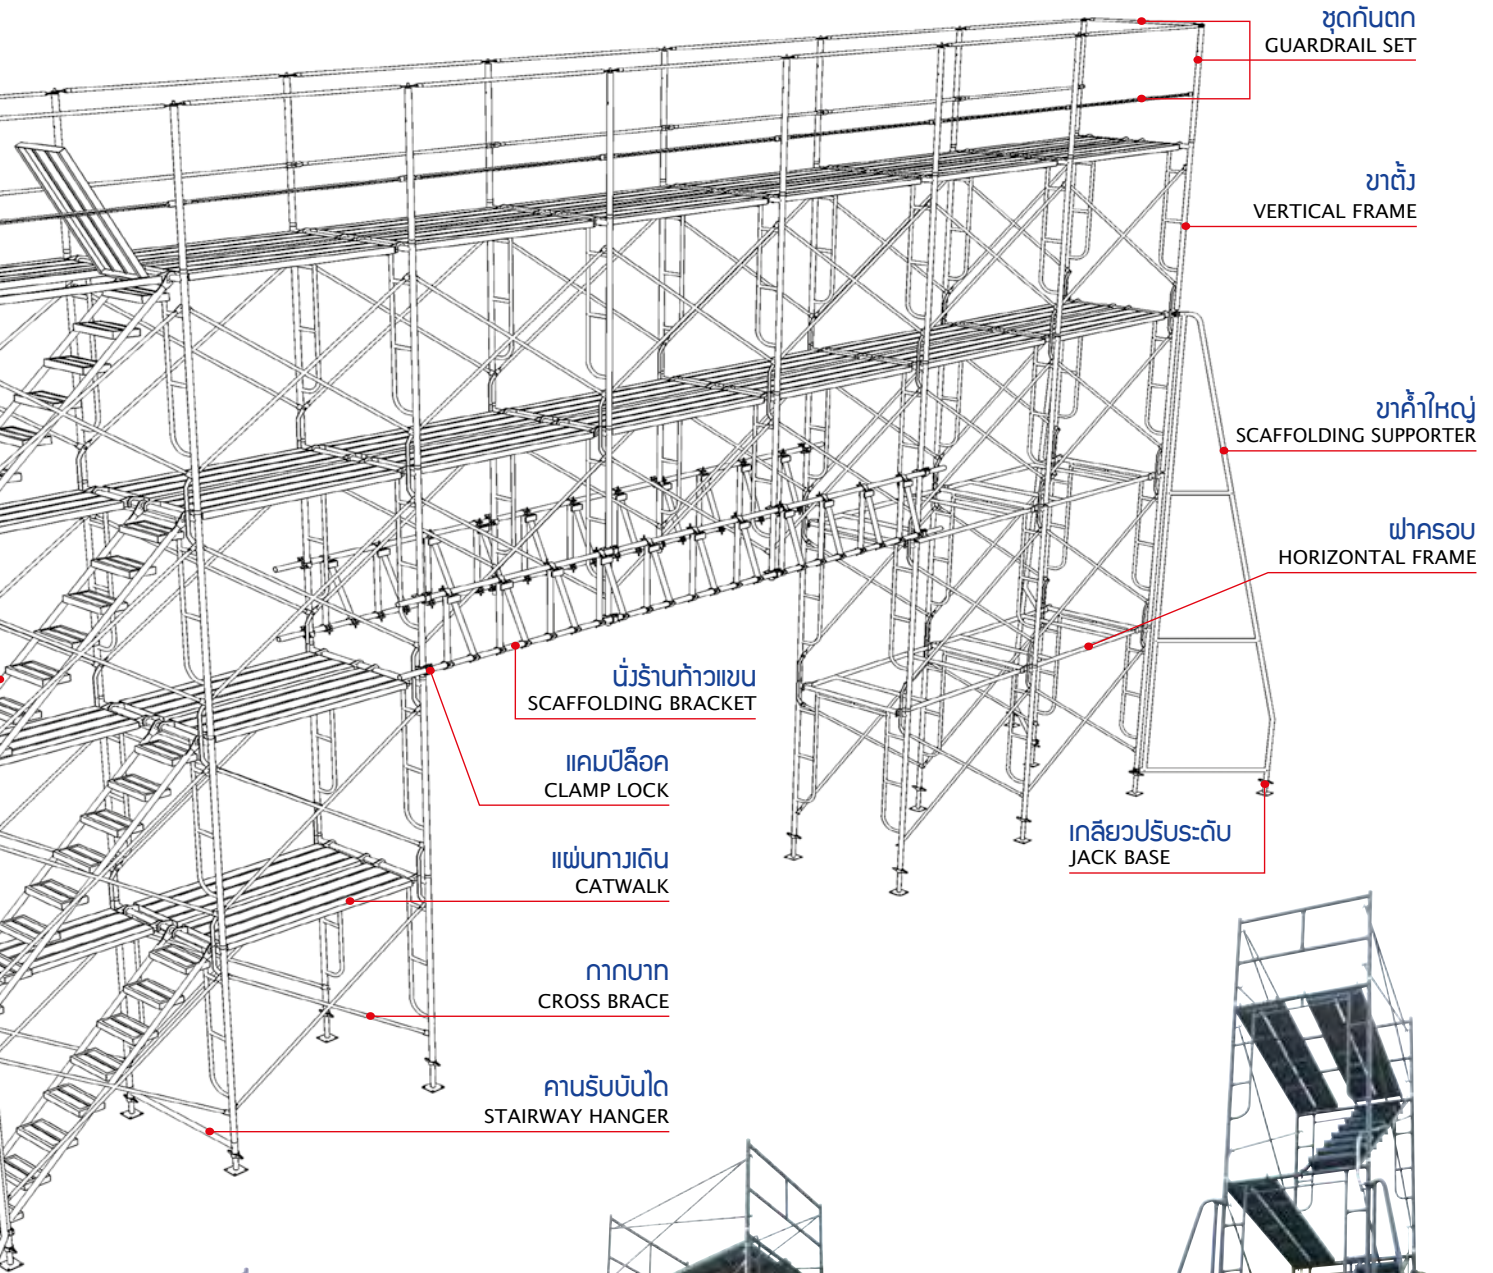 ชุดกันตก
GUARDRAIL SET
ขาตั้ง
VERTICAL FRAME
ขาค้ำใหญ่
SCAFFOLDING SUPPORTER
ฝาครอบ
HORIZONTAL FRAME
นั่งร้านท้าวแขน
SCAFFOLDING BRACKET
แคมป์ล็อค
CLAMP LOCK
เกลียวปรับระดับ
JACK BASE
แผ่นทางเดิน
CATWALK
กากบาท
CROSS BRACE
คานรับบันได
STAIRWAY HANGER